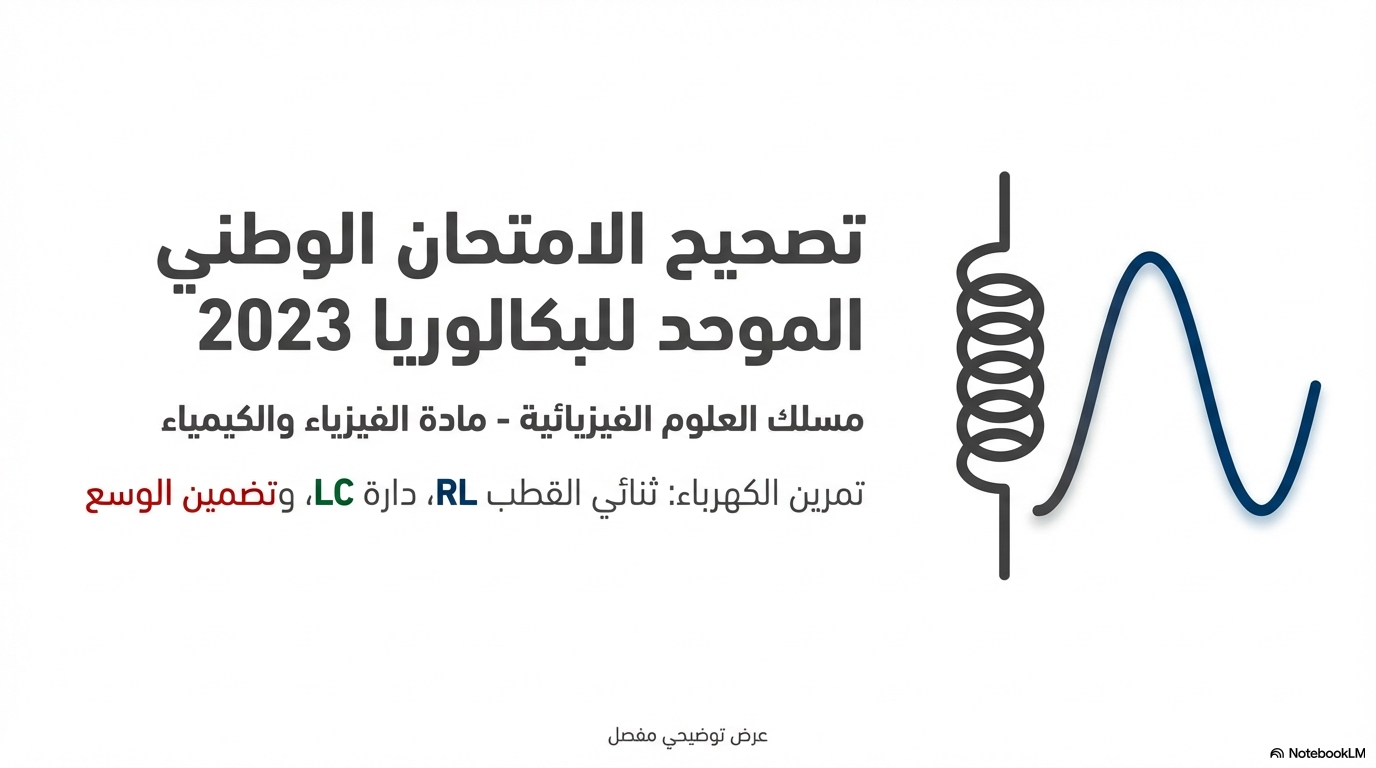 تصحيح الامتحان الوطني
الموحد للبكالوريا 2023
مسلك العلوم الفيزيائية - مادة الفيزياء والكيمياء
تمرين الكهرباء: ثنائي القطب RL، دارة LC، وتضمين الوسع
عرض توضيحي مفصل
NotebookLM